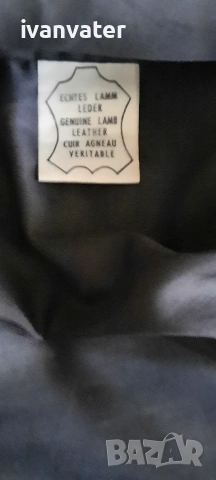 ivanvater
ECHTES LAMM
LEDER
GENUINE LAMB
LEATHER
CUIR AGNEAU
VERITABLE
BAZAR